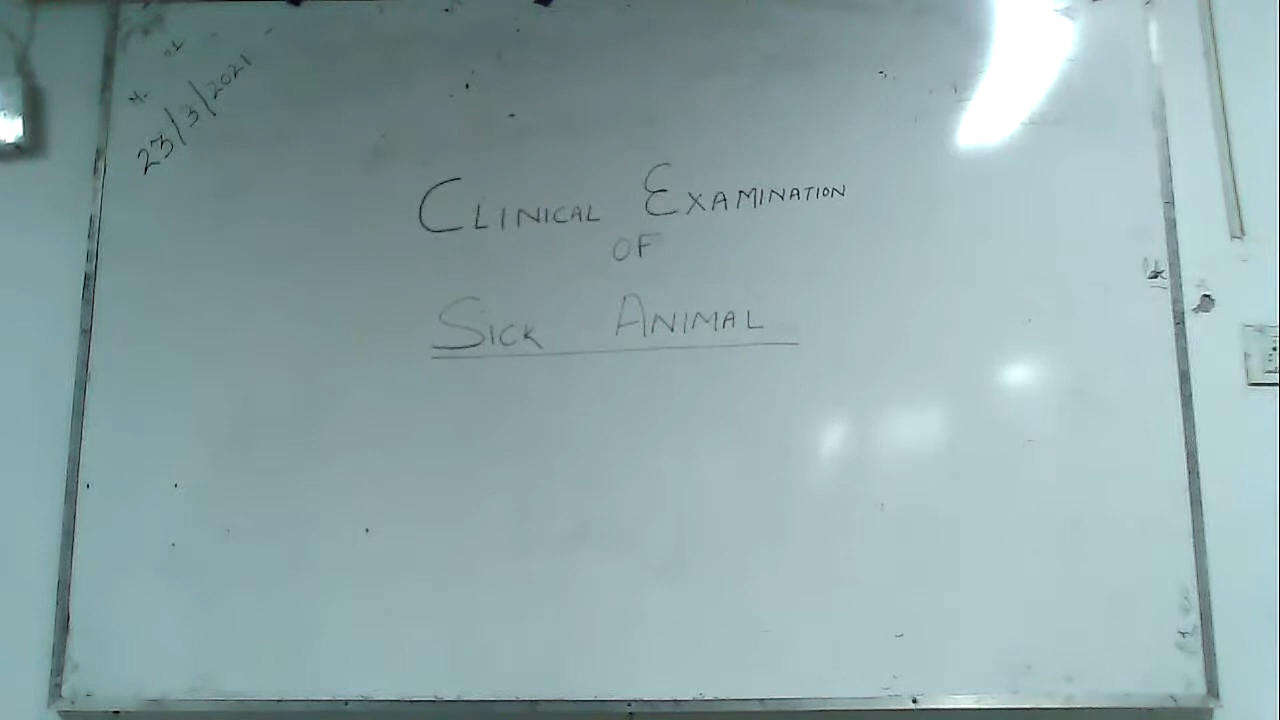 23/3/2021
CLINICAL EXAMINATION
OF
SICK ANIMAL